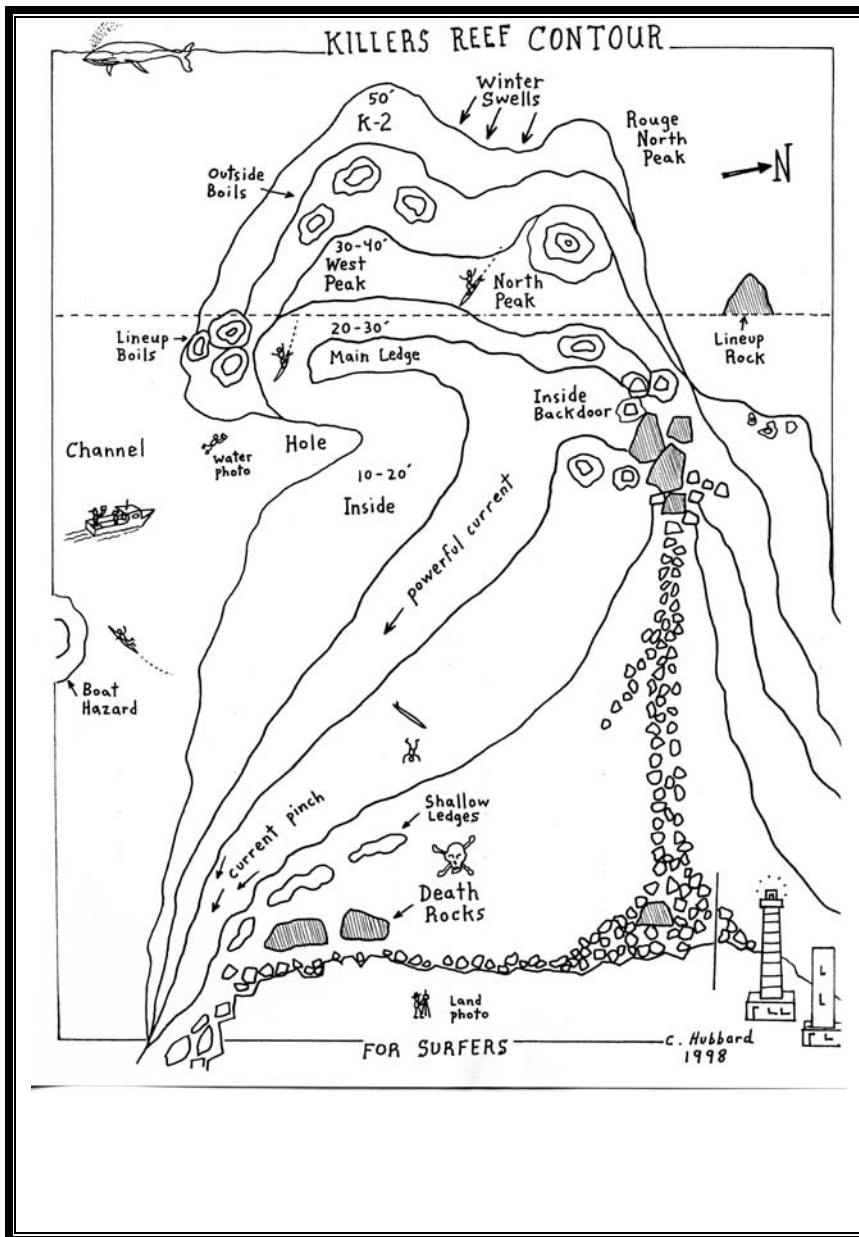 KILLERS REEF CONTOUR
50'
K-2
Winter
Swells
Rouge
North
Peak
N
Outside
Boils
30-40'
West
Peak
North
Peak
Lineup
Boils
20-30'
Main Ledge
Lineup
Rock
Inside
Backdoor
Channel
water
photo
Hole
10-20'
Inside
powerful current
Boat
Hazard
current pinch
Shallow
Ledges
Death
Rocks
Land
photo
FOR SURFERS
C. Hubbard
1998